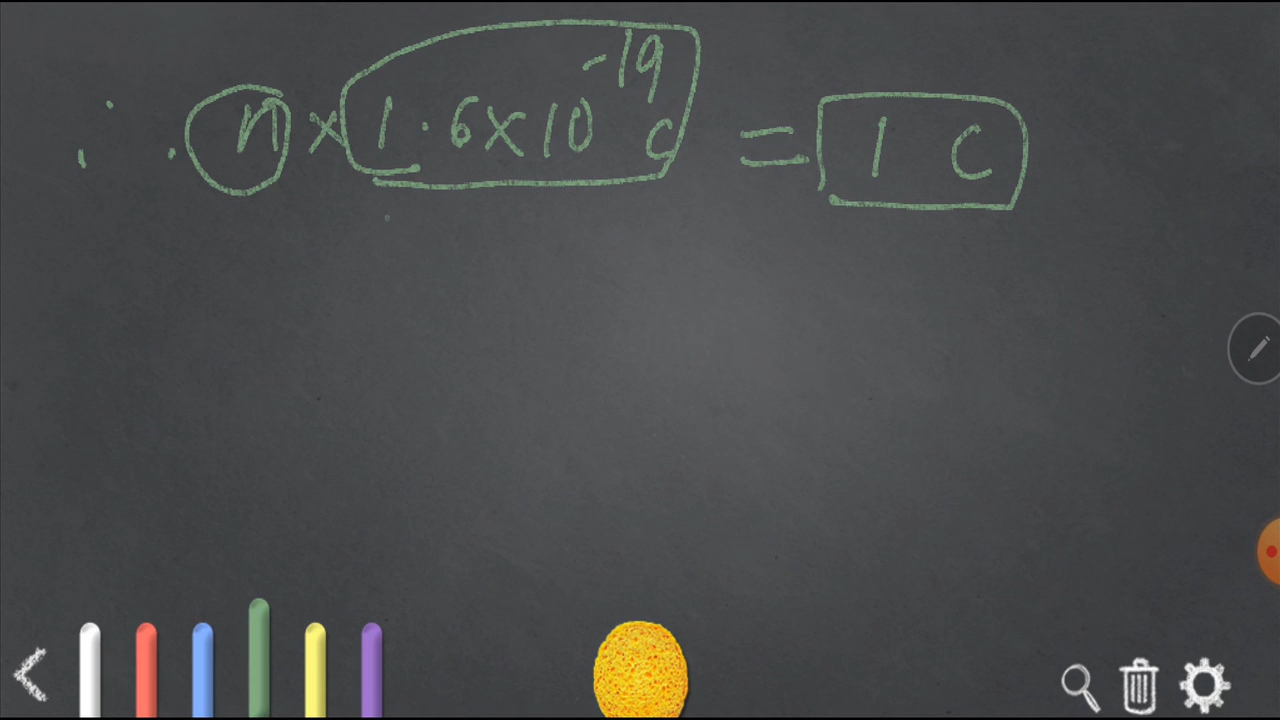 ∴ n × 1.6 × 10⁻¹⁹ C = 1 C